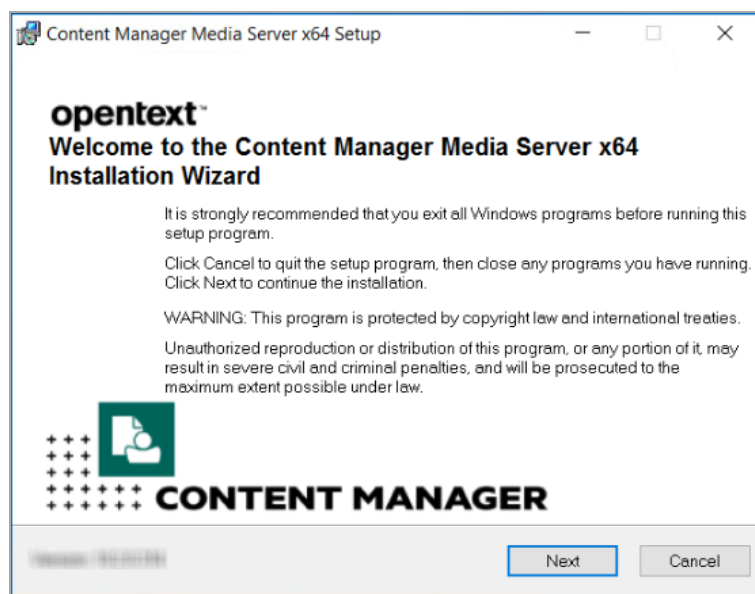 Content Manager Media Server x64 Setup
opentext™
Welcome to the Content Manager Media Server x64
Installation Wizard
It is strongly recommended that you exit all Windows programs before running this
setup program.
Click Cancel to quit the setup program, then close any programs you have running.
Click Next to continue the installation.
WARNING: This program is protected by copyright law and international treaties.
Unauthorized reproduction or distribution of this program, or any portion of it, may
result in severe civil and criminal penalties, and will be prosecuted to the
maximum extent possible under law.
CONTENT MANAGER
Next
Cancel